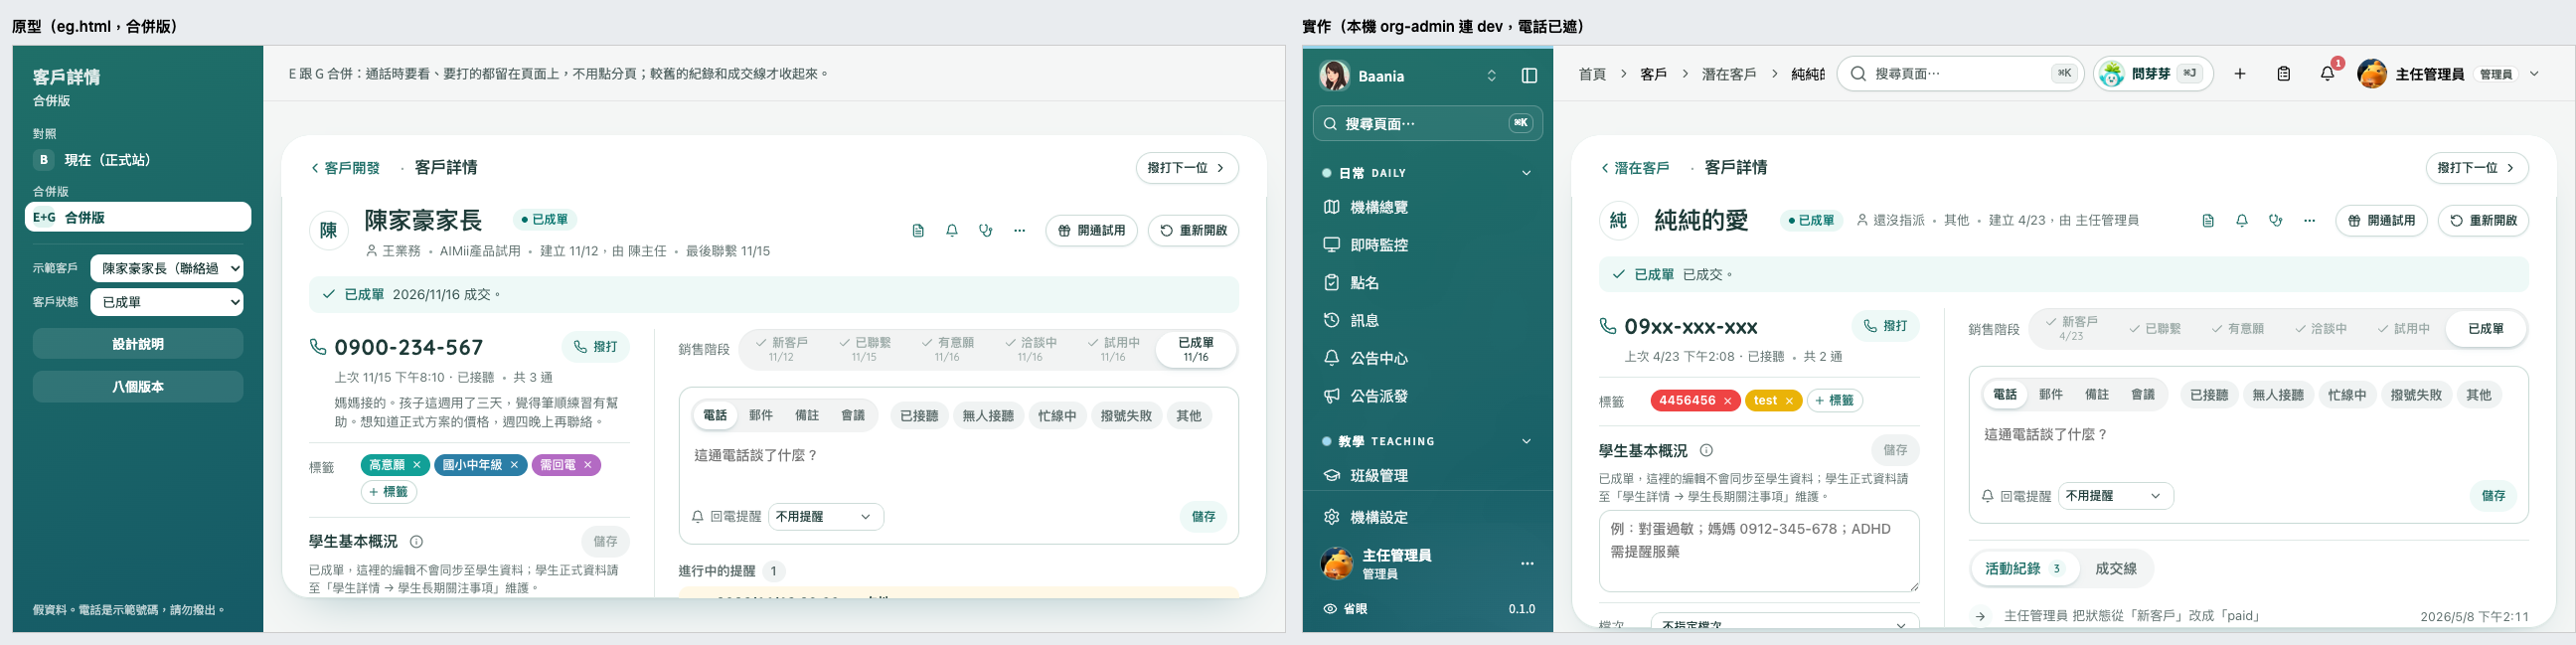 原型（eg.html，合併版）
客戶詳情
合併版
對照
B 現在（正式站）
合併版
E+G 合併版
示範客戶 陳家豪家長（聯絡過
客戶狀態 已成單
設計說明
八個版本
假資料。電話是示範號碼，請勿撥出。
E 跟 G 合併：通話時要看、要打的都留在頁面上，不用點分頁；較舊的紀錄和成交線才收起來。
客戶開發 · 客戶詳情
撥打下一位
陳 陳家豪家長 已成單
王業務 • AIMii產品試用 • 建立 11/12，由 陳主任 • 最後聯繫 11/15
開通試用 重新開啟
已成單 2026/11/16 成交。
0900-234-567 撥打
上次 11/15 下午8:10 · 已接聽 • 共 3 通
媽媽接的。孩子這週用了三天，覺得筆順練習有幫
助。想知道正式方案的價格，週四晚上再聯絡。
標籤 高意願 × 國小中年級 × 需回電 ×
+ 標籤
學生基本概況 儲存
已成單，這裡的編輯不會同步至學生資料；學生正式資料請
至「學生詳情 → 學生長期關注事項」維護。
銷售階段 新客戶 已聯繫 有意願 洽談中 試用中 已成單
11/12 11/15 11/16 11/16 11/16 11/16
電話 郵件 備註 會議 已接聽 無人接聽 忙線中 撥號失敗 其他
這通電話談了什麼？
回電提醒 不用提醒 儲存
進行中的提醒 1
實作（本機 org-admin 連 dev，電話已遮）
Baania
搜尋頁面… ⌘K
日常 DAILY
機構總覽
即時監控
點名
訊息
公告中心
公告派發
教學 TEACHING
班級管理
機構設定
主任管理員
管理員
省眼 0.1.0
首頁 > 客戶 > 潛在客戶 > 純純的
搜尋頁面… ⌘K 問芽芽 ⌘J 1 主任管理員 管理員
潛在客戶 · 客戶詳情
撥打下一位
純 純純的愛 已成單 還沒指派 • 其他 • 建立 4/23，由 主任管理員
開通試用 重新開啟
已成單 已成交。
09xx-xxx-xxx 撥打
上次 4/23 下午2:08 · 已接聽 • 共 2 通
標籤 4456456 × test × + 標籤
學生基本概況 儲存
已成單，這裡的編輯不會同步至學生資料；學生正式資料請
至「學生詳情 → 學生長期關注事項」維護。
例：對蛋過敏；媽媽 0912-345-678；ADHD
需提醒服藥
檔次 不指定檔次
銷售階段 新客戶 已聯繫 有意願 洽談中 試用中 已成單
4/23
電話 郵件 備註 會議 已接聽 無人接聽 忙線中 撥號失敗 其他
這通電話談了什麼？
回電提醒 不用提醒 儲存
活動紀錄 3 成交線
主任管理員 把狀態從「新客戶」改成「paid」 2026/5/8 下午2:11